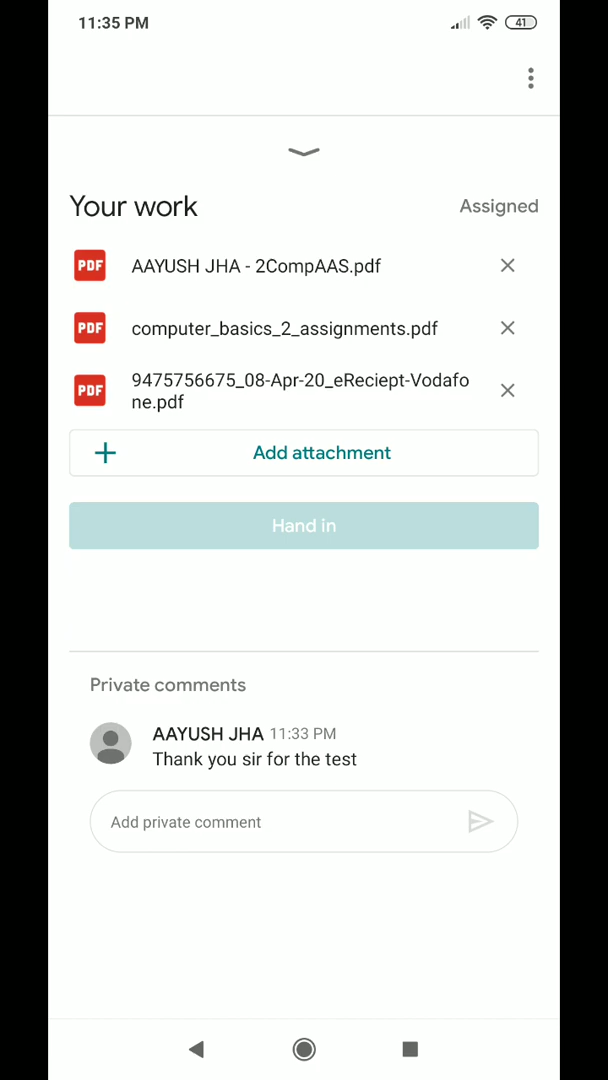 11:35 PM
41
Your work
Assigned
PDF
AAYUSH JHA - 2CompAAS.pdf
PDF
computer_basics_2_assignments.pdf
PDF
9475756675_08-Apr-20_eReciept-Vodafo
ne.pdf
Add attachment
Hand in
Private comments
AAYUSH JHA 11:33 PM
Thank you sir for the test
Add private comment